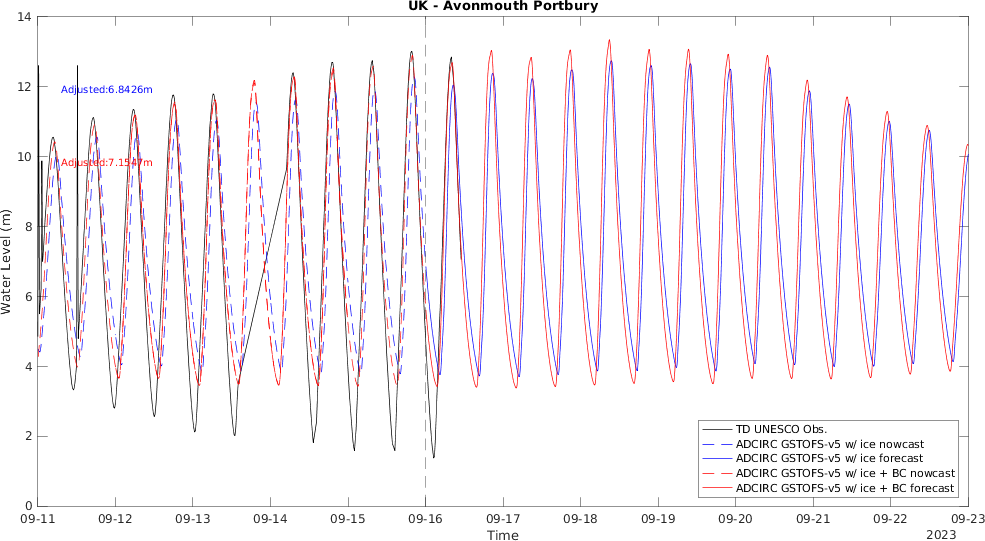 UK - Avonmouth Portbury
14
12
10
8
6
4
2
0
Water Level (m)
Adjusted:6.8426m
Adjusted:7.1547m
TD UNESCO Obs.
ADCIRC GSTOFS-v5 w/ ice nowcast
ADCIRC GSTOFS-v5 w/ ice forecast
ADCIRC GSTOFS-v5 w/ ice + BC nowcast
ADCIRC GSTOFS-v5 w/ ice + BC forecast
09-11 09-12 09-13 09-14 09-15 09-16 09-17 09-18 09-19 09-20 09-21 09-22 09-23
Time
2023